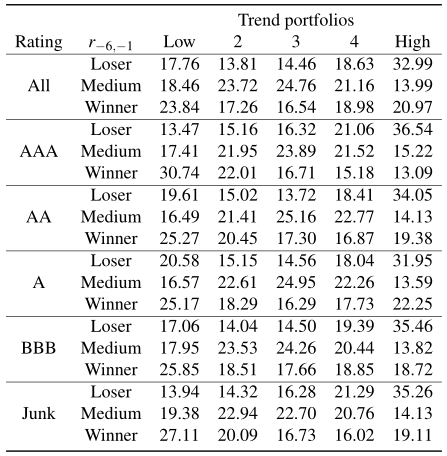 Trend portfolios
Rating r−6,−1 Low 2 3 4 High
Loser 17.76 13.81 14.46 18.63 32.99
All Medium 18.46 23.72 24.76 21.16 13.99
Winner 23.84 17.26 16.54 18.98 20.97
Loser 13.47 15.16 16.32 21.06 36.54
AAA Medium 17.41 21.95 23.89 21.52 15.22
Winner 30.74 22.01 16.71 15.18 13.09
Loser 19.61 15.02 13.72 18.41 34.05
AA Medium 16.49 21.41 25.16 22.77 14.13
Winner 25.27 20.45 17.30 16.87 19.38
Loser 20.58 15.15 14.56 18.04 31.95
A Medium 16.57 22.61 24.95 22.26 13.59
Winner 25.17 18.29 16.29 17.73 22.25
Loser 17.06 14.04 14.50 19.39 35.46
BBB Medium 17.95 23.53 24.26 20.44 13.82
Winner 25.85 18.51 17.66 18.85 18.72
Loser 13.94 14.32 16.28 21.29 35.26
Junk Medium 19.38 22.94 22.70 20.76 14.13
Winner 27.11 20.09 16.73 16.02 19.11